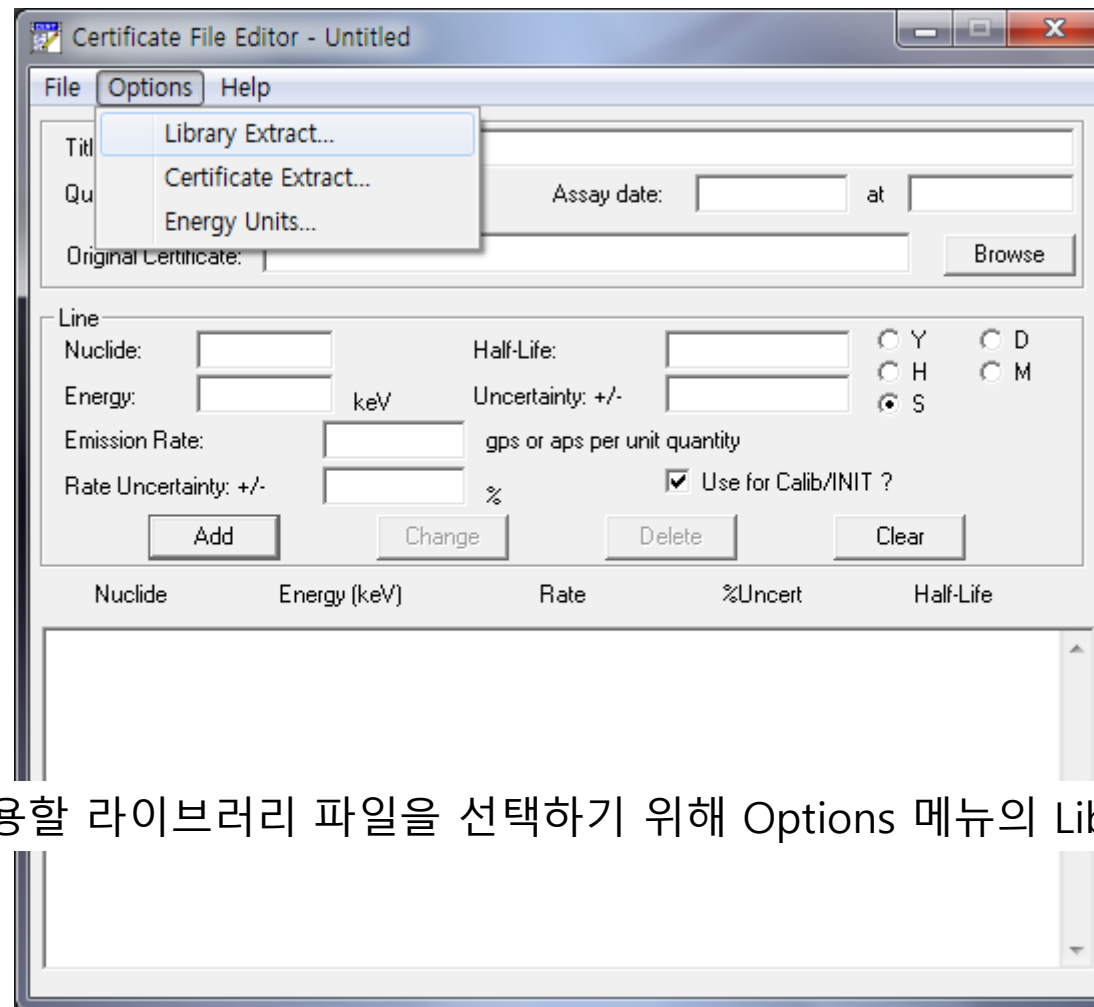 Certificate File Editor - Untitled
File Options Help
Library Extract...
Certificate Extract...
Energy Units...
Assay date: at
Original Certificate: Browse
Line
Nuclide: Half-Life: Y D
H M
Energy: keV Uncertainty: +/- S
Emission Rate: gps or aps per unit quantity
Rate Uncertainty: +/- % Use for Calib/INIT ?
Add Change Delete Clear
Nuclide Energy (keV) Rate %Uncert Half-Life
라이브러리 파일을 선택하기 위해 Options 메뉴의